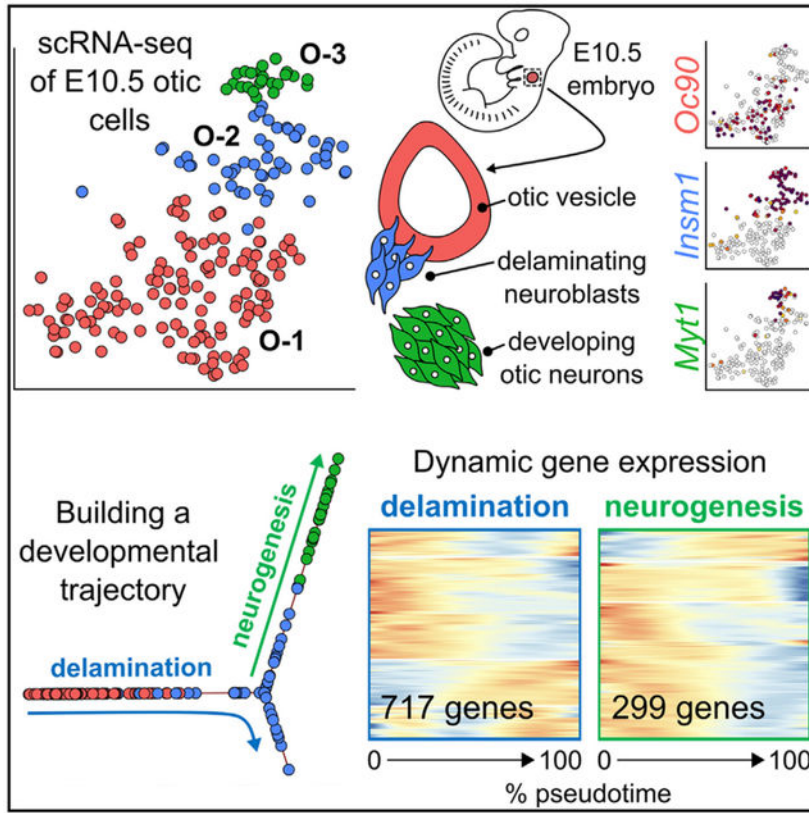 scRNA-seq
of E10.5 otic
cells
O-3
O-2
O-1
E10.5
embryo
otic vesicle
delaminating
neuroblasts
developing
otic neurons
Oc90
Insm1
Myt1
Building a
developmental
trajectory
neurogenesis
delamination
Dynamic gene expression
delamination
neurogenesis
717 genes
299 genes
0 100
0 100
% pseudotime